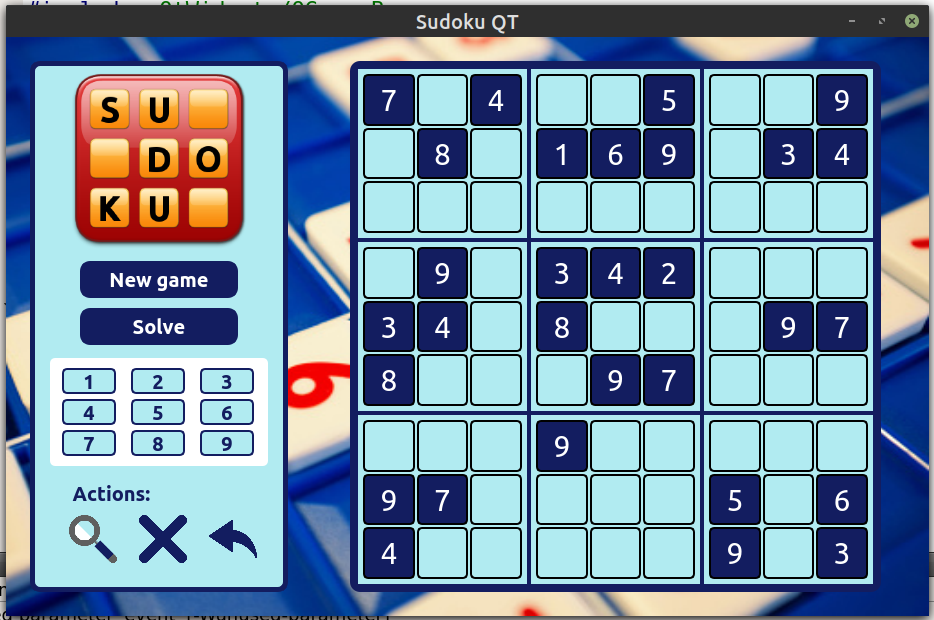 Sudoku QT
S U
D O
K U
New game
Solve
1 2 3
4 5 6
7 8 9
Actions:
7 4 5 9
8 1 6 9 3 4
9 3 4 2
3 4 8 9 7
8 9 7
9
9 7 5 6
4 9 3